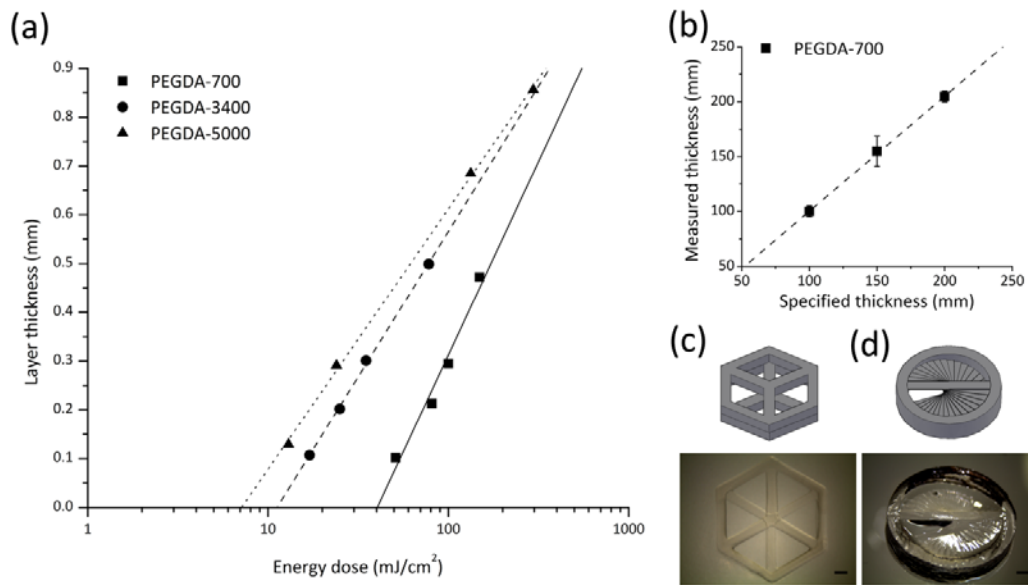 (a)
0.9
0.8
0.7
0.6
0.5
0.4
0.3
0.2
0.1
0.0
Layer thickness (mm)
PEGDA-700
PEGDA-3400
PEGDA-5000
1
10
100
1000
Energy dose (mJ/cm²)
(b)
250
200
150
100
50
Measured thickness (mm)
PEGDA-700
50
100
150
200
250
Specified thickness (mm)
(c)
(d)